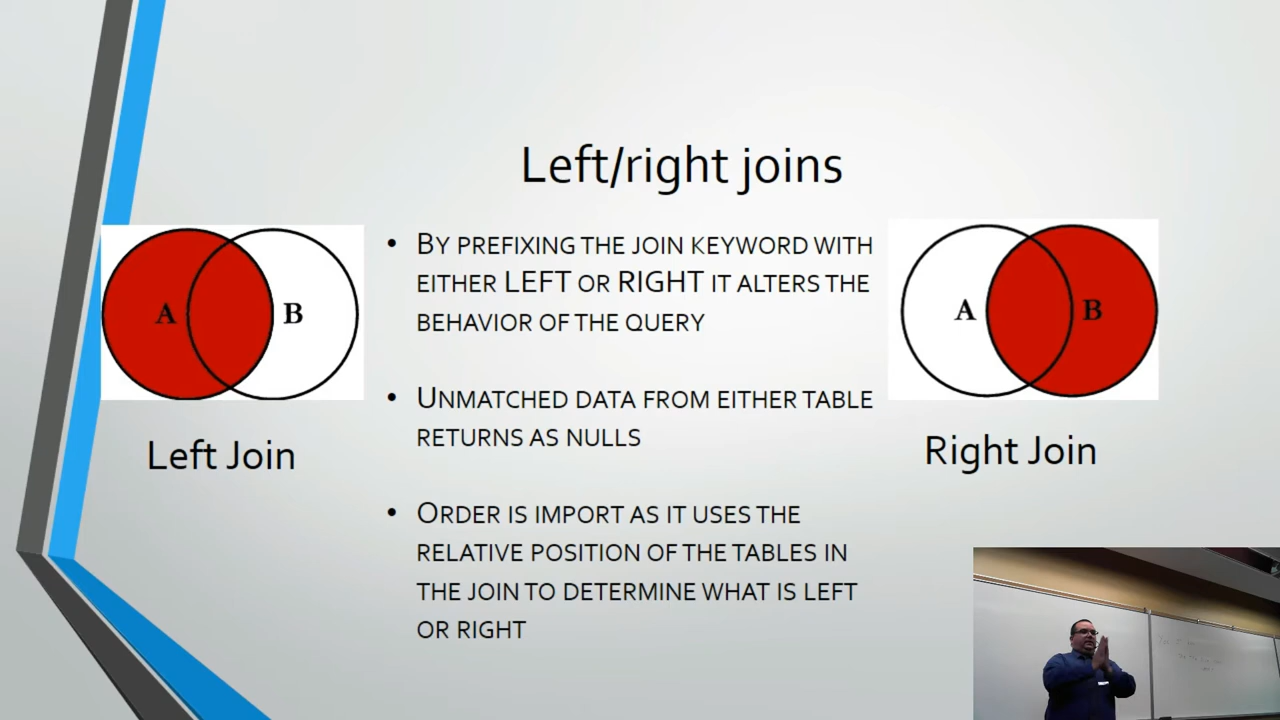 Left/right joins
A
B
Left Join
• BY PREFIXING THE JOIN KEYWORD WITH
EITHER LEFT OR RIGHT IT ALTERS THE
BEHAVIOR OF THE QUERY
• UNMATCHED DATA FROM EITHER TABLE
RETURNS AS NULLS
• ORDER IS IMPORT AS IT USES THE
RELATIVE POSITION OF THE TABLES IN
THE JOIN TO DETERMINE WHAT IS LEFT
OR RIGHT
A
B
Right Join